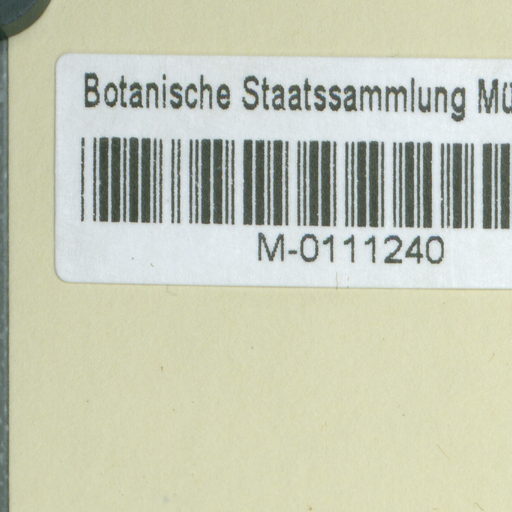 Botanische Staatssammlung Mü
M-0111240